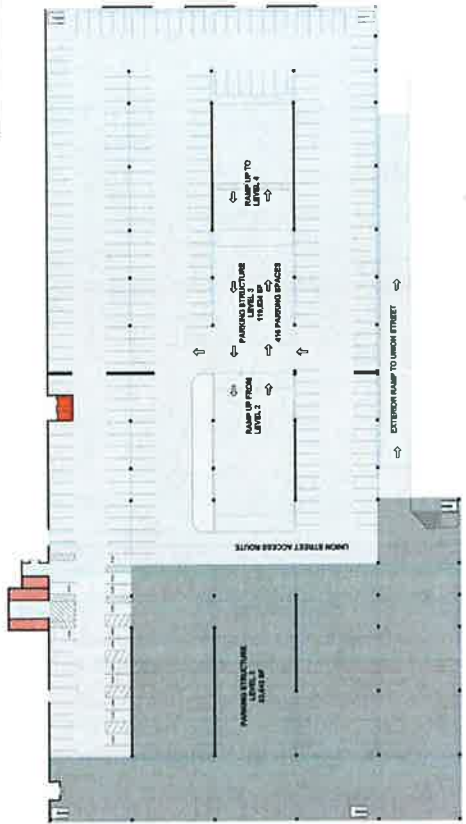 RAMP UP TO
LEVEL 4
PARKING STRUCTURE
LEVEL 3
416 PARKING SPACES
RAMP UP FROM
LEVEL 2
EXTERIOR RAMP TO UNION STREET
UNION STREET ACCESS ROUTE
PARKING STRUCTURE